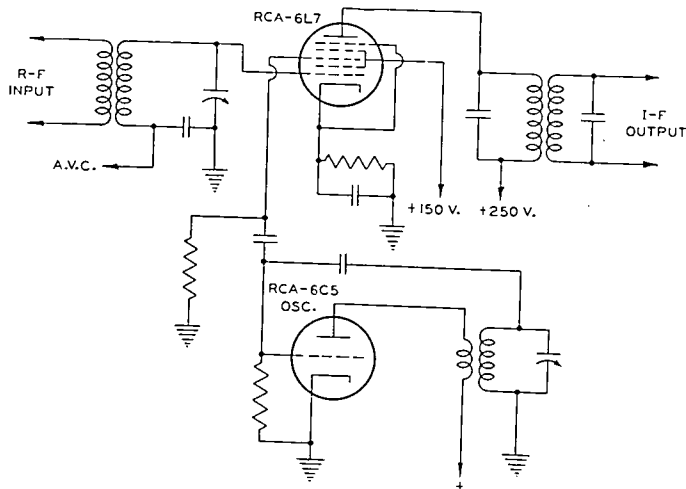 RCA-6L7
R-F
INPUT
I-F
OUTPUT
A.V.C.
+150 V.
+250 V.
RCA-6C5
OSC.
+